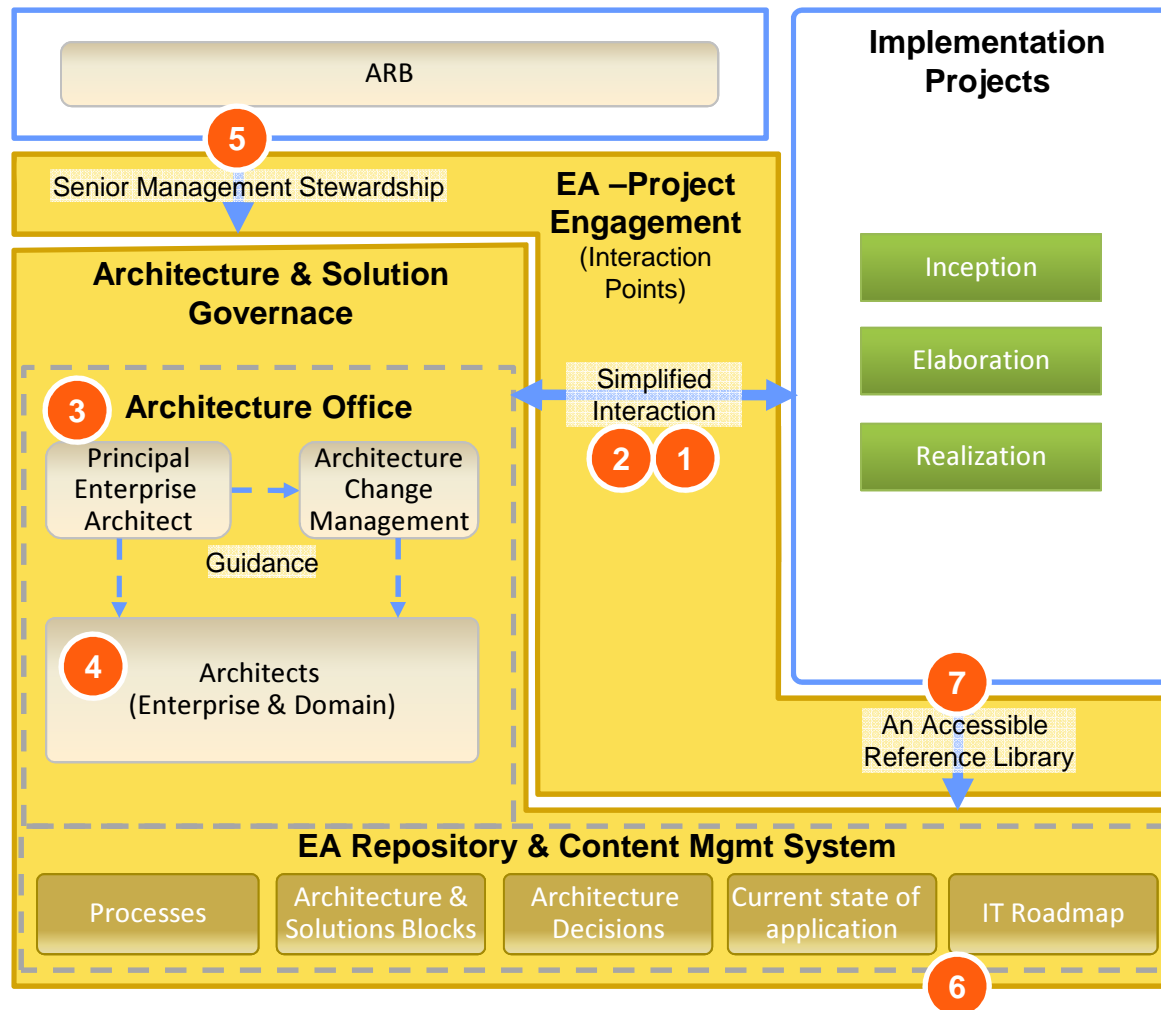 ARB
5
Senior Management Stewardship
EA –Project
Engagement
(Interaction
Points)
Implementation
Projects
Inception
Elaboration
Realization
Architecture & Solution
Governace
Simplified
Interaction
2
1
3
Architecture Office
Principal
Enterprise
Architect
Architecture
Change
Management
Guidance
4
Architects
(Enterprise & Domain)
7
An Accessible
Reference Library
EA Repository & Content Mgmt System
Processes
Architecture &
Solutions Blocks
Architecture
Decisions
Current state of
application
IT Roadmap
6